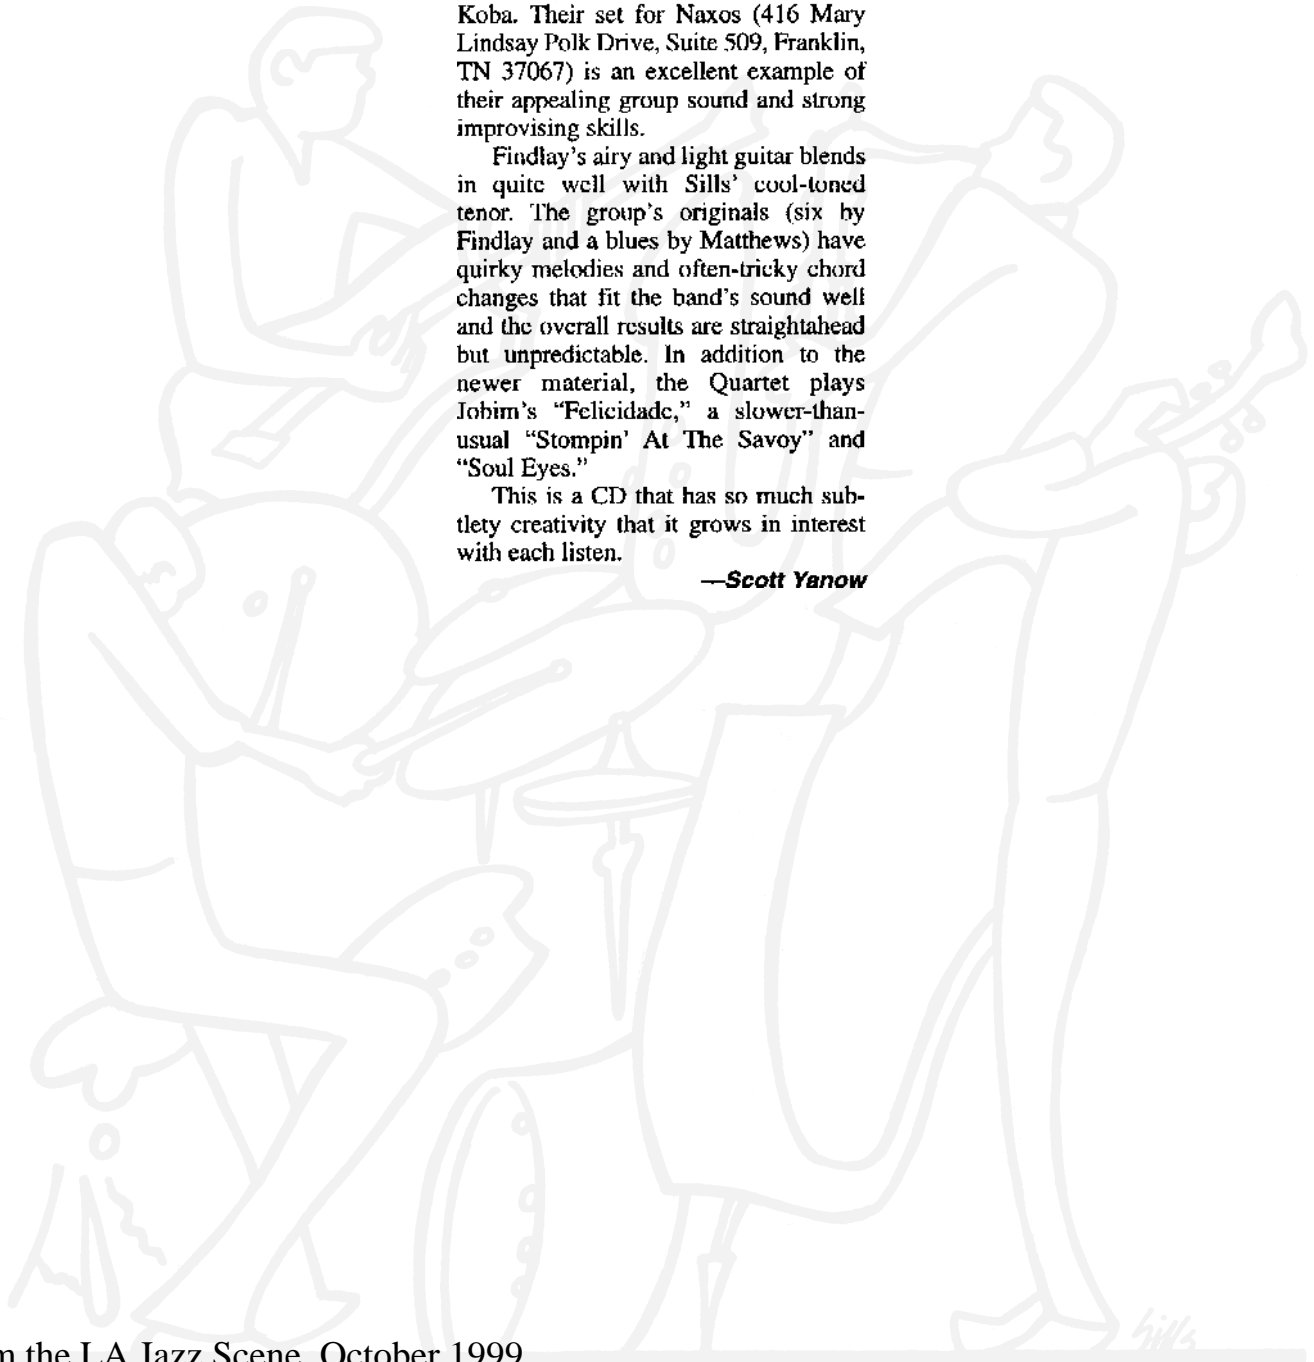 Koba. Their set for Naxos (416 Mary
Lindsay Polk Drive, Suite 509, Franklin,
TN 37067) is an excellent example of
their appealing group sound and strong
improvising skills.
Findlay's airy and light guitar blends
in quite well with Sills' cool-toned
tenor. The group's originals (six by
Findlay and a blues by Matthews) have
quirky melodies and often-tricky chord
changes that fit the band's sound well
and the overall results are straightahead
but unpredictable. In addition to the
newer material, the Quartet plays
Jobim's "Felicidade," a slower-than-
usual "Stompin' At The Savoy" and
"Soul Eyes."
This is a CD that has so much sub-
tlety creativity that it grows in interest
with each listen.
—Scott Yanow
Sills
the LA Jazz Scene, October 1999